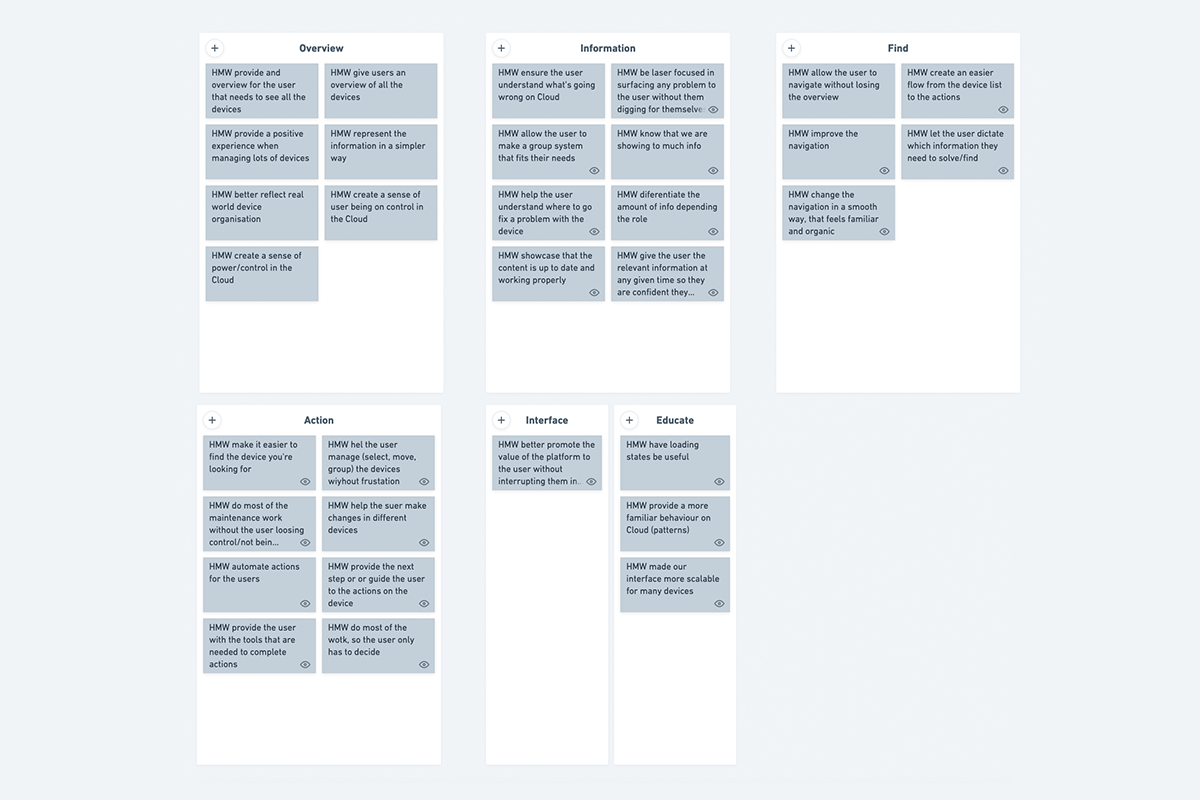 Overview
HMW provide and
overview for the user
that needs to see all the
devices
HMW give users an
overview of all the
devices
HMW provide a positive
experience when
managing lots of devices
HMW represent the
information in a simpler
way
HMW better reflect real
world device
organisation
HMW create a sense of
user being on control in
the Cloud
HMW create a sense of
power/control in the
Cloud
Information
HMW ensure the user
understand what's going
wrong on Cloud
HMW be laser focused in
surfacing any problem to
the user without them
digging for themselve
HMW allow the user to
make a group system
that fits their needs
HMW know that we are
showing to much info
HMW help the user
understand where to go
fix a problem with the
device
HMW diferentiate the
amount of info depending
the role
HMW showcase that the
content is up to date and
working properly
HMW give the user the
relevant information at
any given time so they
are confident they...
Find
HMW allow the user to
navigate without losing
the overview
HMW create an easier
flow from the device list
to the actions
HMW improve the
navigation
HMW let the user dictate
which information they
need to solve/find
HMW change the
navigation in a smooth
way, that feels familiar
and organic
Action
HMW make it easier to
find the device you're
looking for
HMW hel the user
manage (select, move,
group) the devices
wiyhout frustation
HMW do most of the
maintenance work
without the user loosing
control/not bein...
HMW help the suer make
changes in different
devices
HMW automate actions
for the users
HMW provide the next
step or or guide the user
to the actions on the
device
HMW provide the user
with the tools that are
needed to complete
actions
HMW do most of the
wotk, so the user only
has to decide
Interface
HMW better promote the
value of the platform to
the user without
interrupting them in..
Educate
HMW have loading
states be useful
HMW provide a more
familiar behaviour on
Cloud (patterns)
HMW made our
interface more scalable
for many devices